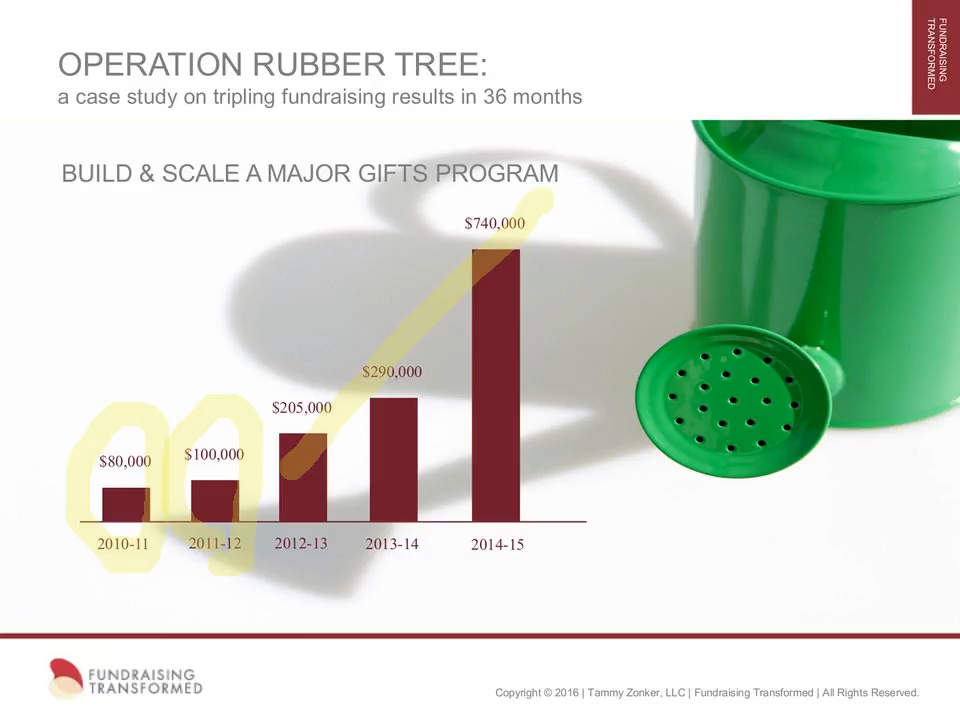 FUNDRAISING
TRANSFORMED
OPERATION RUBBER TREE:
a case study on tripling fundraising results in 36 months
BUILD & SCALE A MAJOR GIFTS PROGRAM
$740,000
$290,000
$205,000
$100,000
$80,000
2010-11 2011-12 2012-13 2013-14 2014-15
FUNDRAISING
TRANSFORMED
Copyright © 2016 | Tammy Zonker, LLC | Fundraising Transformed | All Rights Reserved.